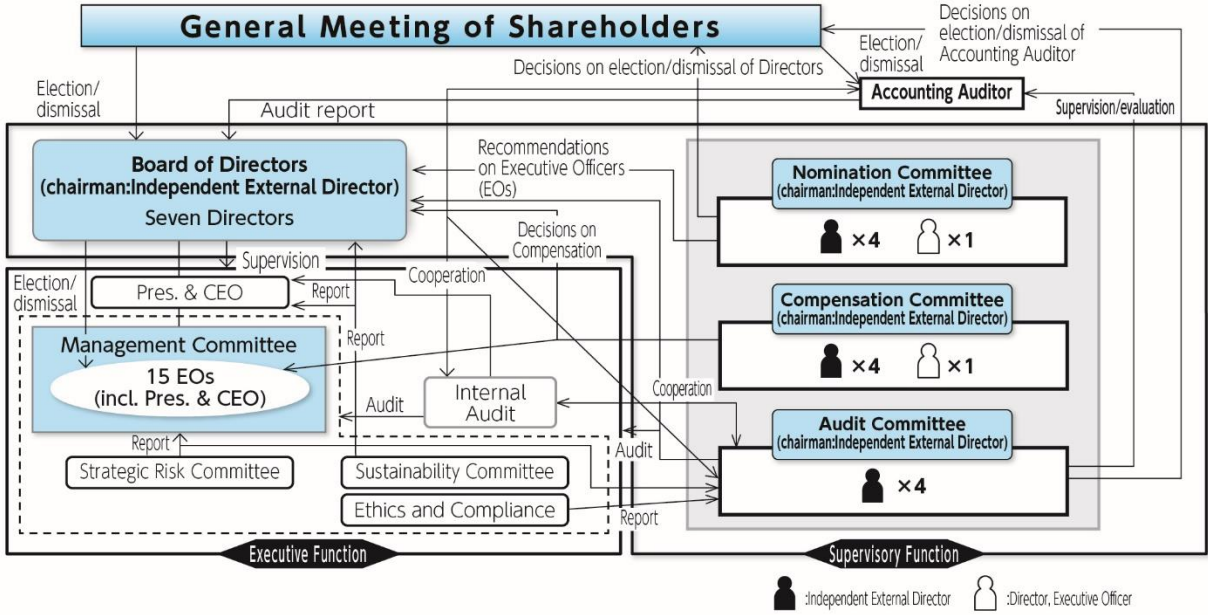 General Meeting of Shareholders
Decisions on
election/dismissal of
Accounting Auditor
Election/
dismissal
Decisions on election/dismissal of Directors
Election/
dismissal
Accounting Auditor
Audit report
Supervision/evaluation
Board of Directors
(chairman:Independent External Director)
Seven Directors
Recommendations
on Executive Officers
(EOs)
Nomination Committee
(chairman:Independent External Director)
×4
×1
Decisions on
Compensation
Supervision
Cooperation
Election/
dismissal
Pres. & CEO
Report
Compensation Committee
(chairman:Independent External Director)
×4
×1
Management Committee
Report
15 EOs
(incl. Pres. & CEO)
Internal
Audit
Cooperation
Audit
Audit Committee
(chairman:Independent External Director)
×4
Report
Audit
Strategic Risk Committee
Sustainability Committee
Ethics and Compliance
Report
Executive Function
Supervisory Function
:Independent External Director
:Director, Executive Officer